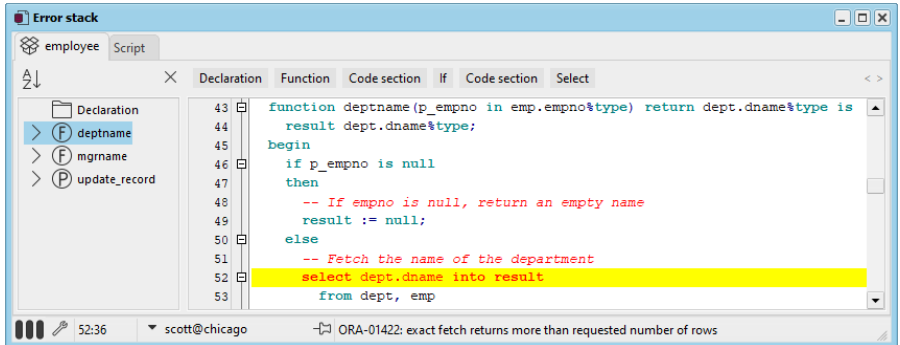 Error stack
employee Script
Declaration Function Code section If Code section Select
Declaration
deptname
mgrname
update_record
43 function deptname(p_empno in emp.empno%type) return dept.dname%type is
44 result dept.dname%type;
45 begin
46 if p_empno is null
47 then
48 -- If empno is null, return an empty name
49 result := null;
50 else
51 -- Fetch the name of the department
52 select dept.dname into result
53 from dept, emp
52:36 scott@chicago ORA-01422: exact fetch returns more than requested number of rows